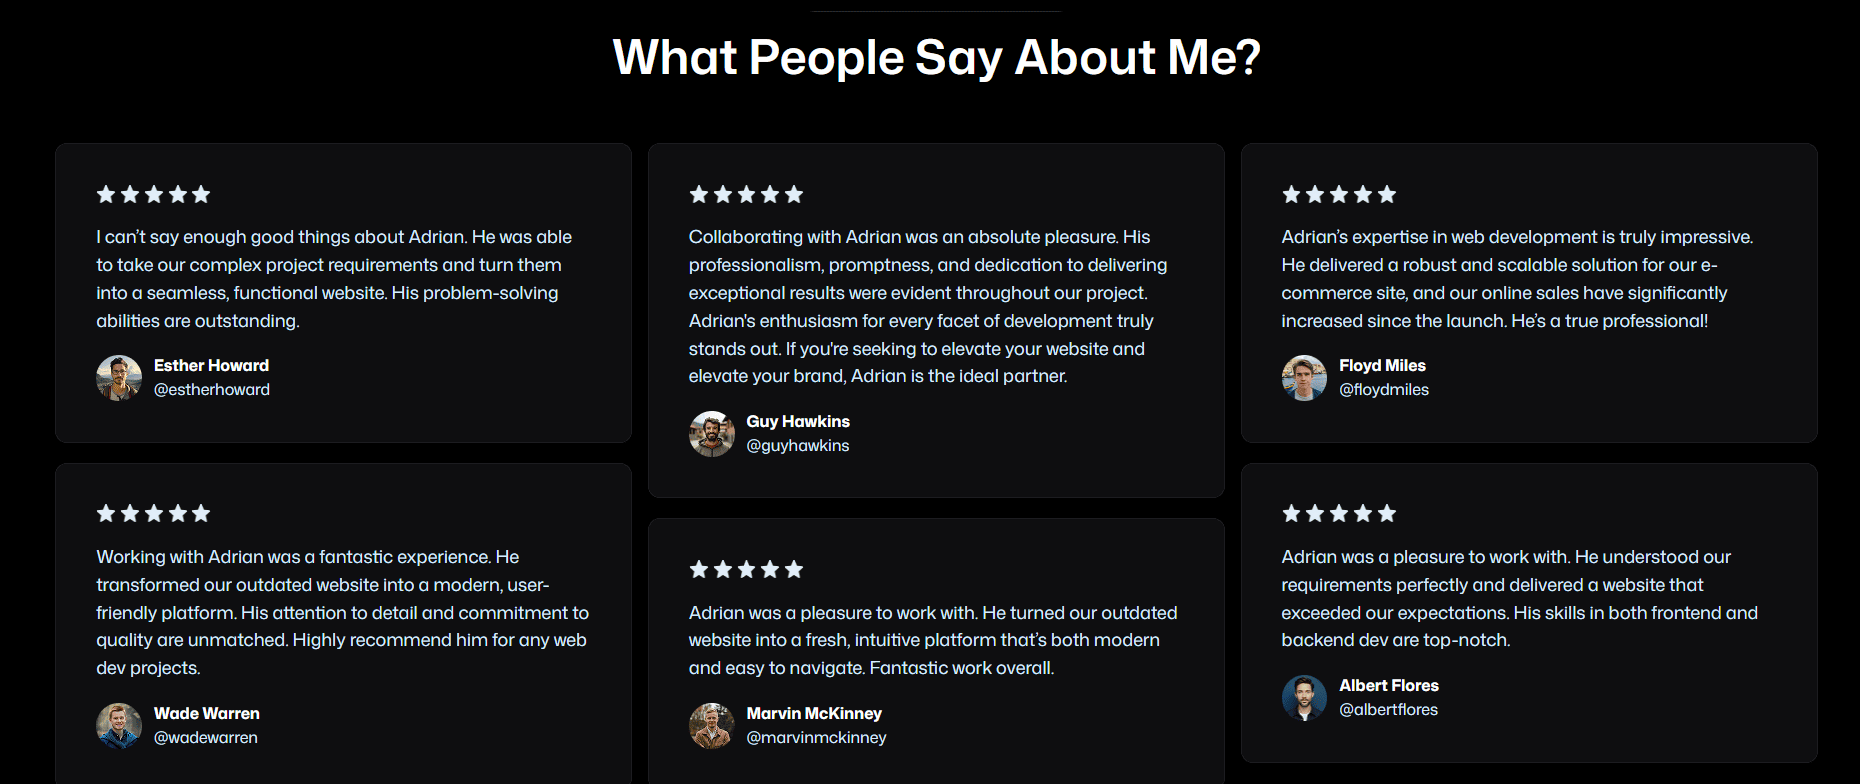 What People Say About Me?
I can’t say enough good things about Adrian. He was able
to take our complex project requirements and turn them
into a seamless, functional website. His problem-solving
abilities are outstanding.
Esther Howard
@estherhoward
Working with Adrian was a fantastic experience. He
transformed our outdated website into a modern, user-
friendly platform. His attention to detail and commitment to
quality are unmatched. Highly recommend him for any web
dev projects.
Wade Warren
@wadewarren
Collaborating with Adrian was an absolute pleasure. His
professionalism, promptness, and dedication to delivering
exceptional results were evident throughout our project.
Adrian's enthusiasm for every facet of development truly
stands out. If you're seeking to elevate your website and
elevate your brand, Adrian is the ideal partner.
Guy Hawkins
@guyhawkins
Adrian was a pleasure to work with. He turned our outdated
website into a fresh, intuitive platform that’s both modern
and easy to navigate. Fantastic work overall.
Marvin McKinney
@marvinmckinney
Adrian’s expertise in web development is truly impressive.
He delivered a robust and scalable solution for our e-
commerce site, and our online sales have significantly
increased since the launch. He’s a true professional!
Floyd Miles
@floydmiles
Adrian was a pleasure to work with. He understood our
requirements perfectly and delivered a website that
exceeded our expectations. His skills in both frontend and
backend dev are top-notch.
Albert Flores
@albertflores